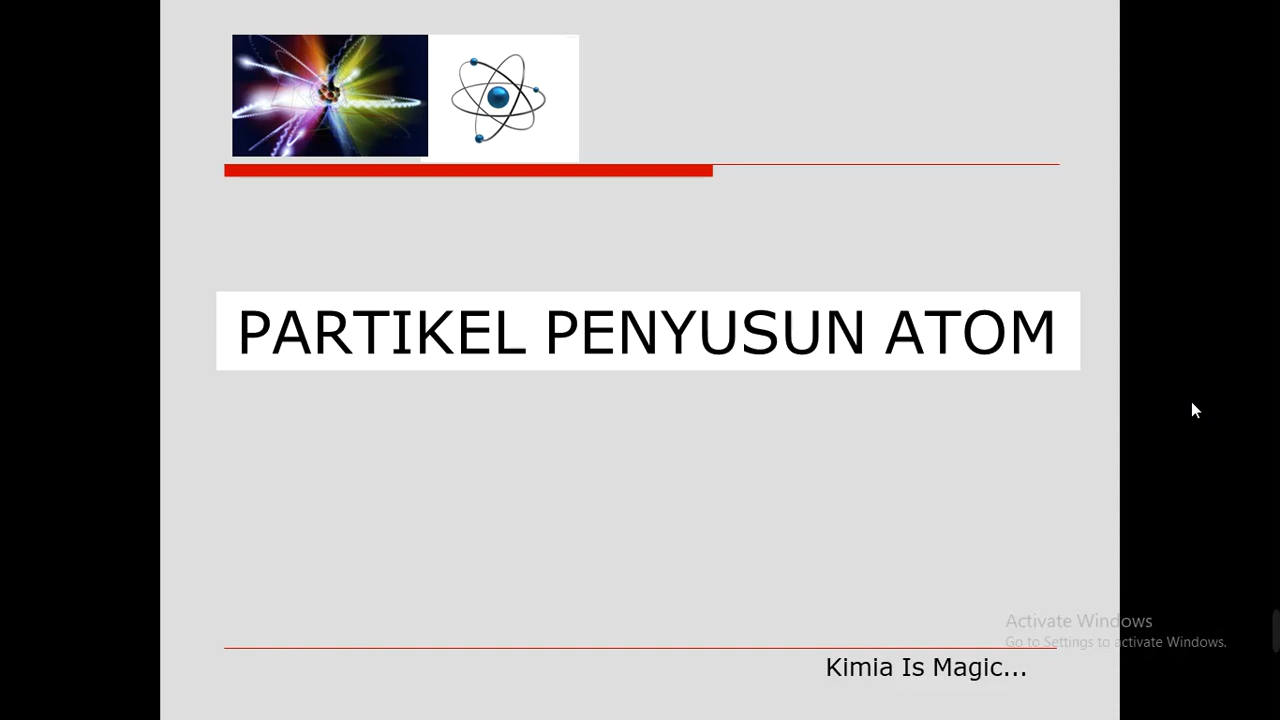 PARTIKEL PENYUSUN ATOM
Activate Windows
Go to Settings to activate Windows.
Kimia Is Magic...